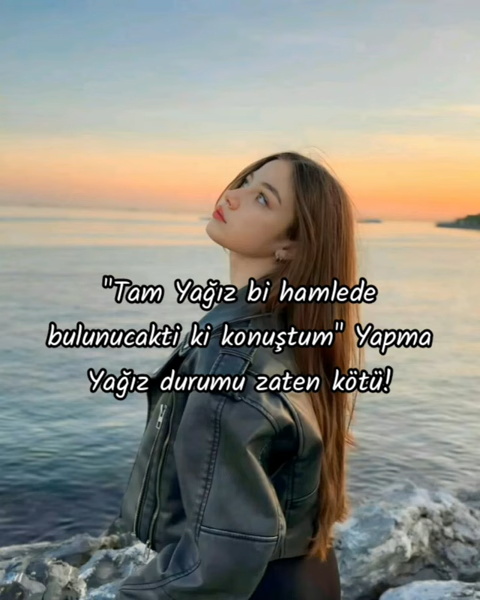 "Tam Yağız bi hamlede
bulunucakti ki konuştum" Yapma
Yağız durumu zaten kötü!